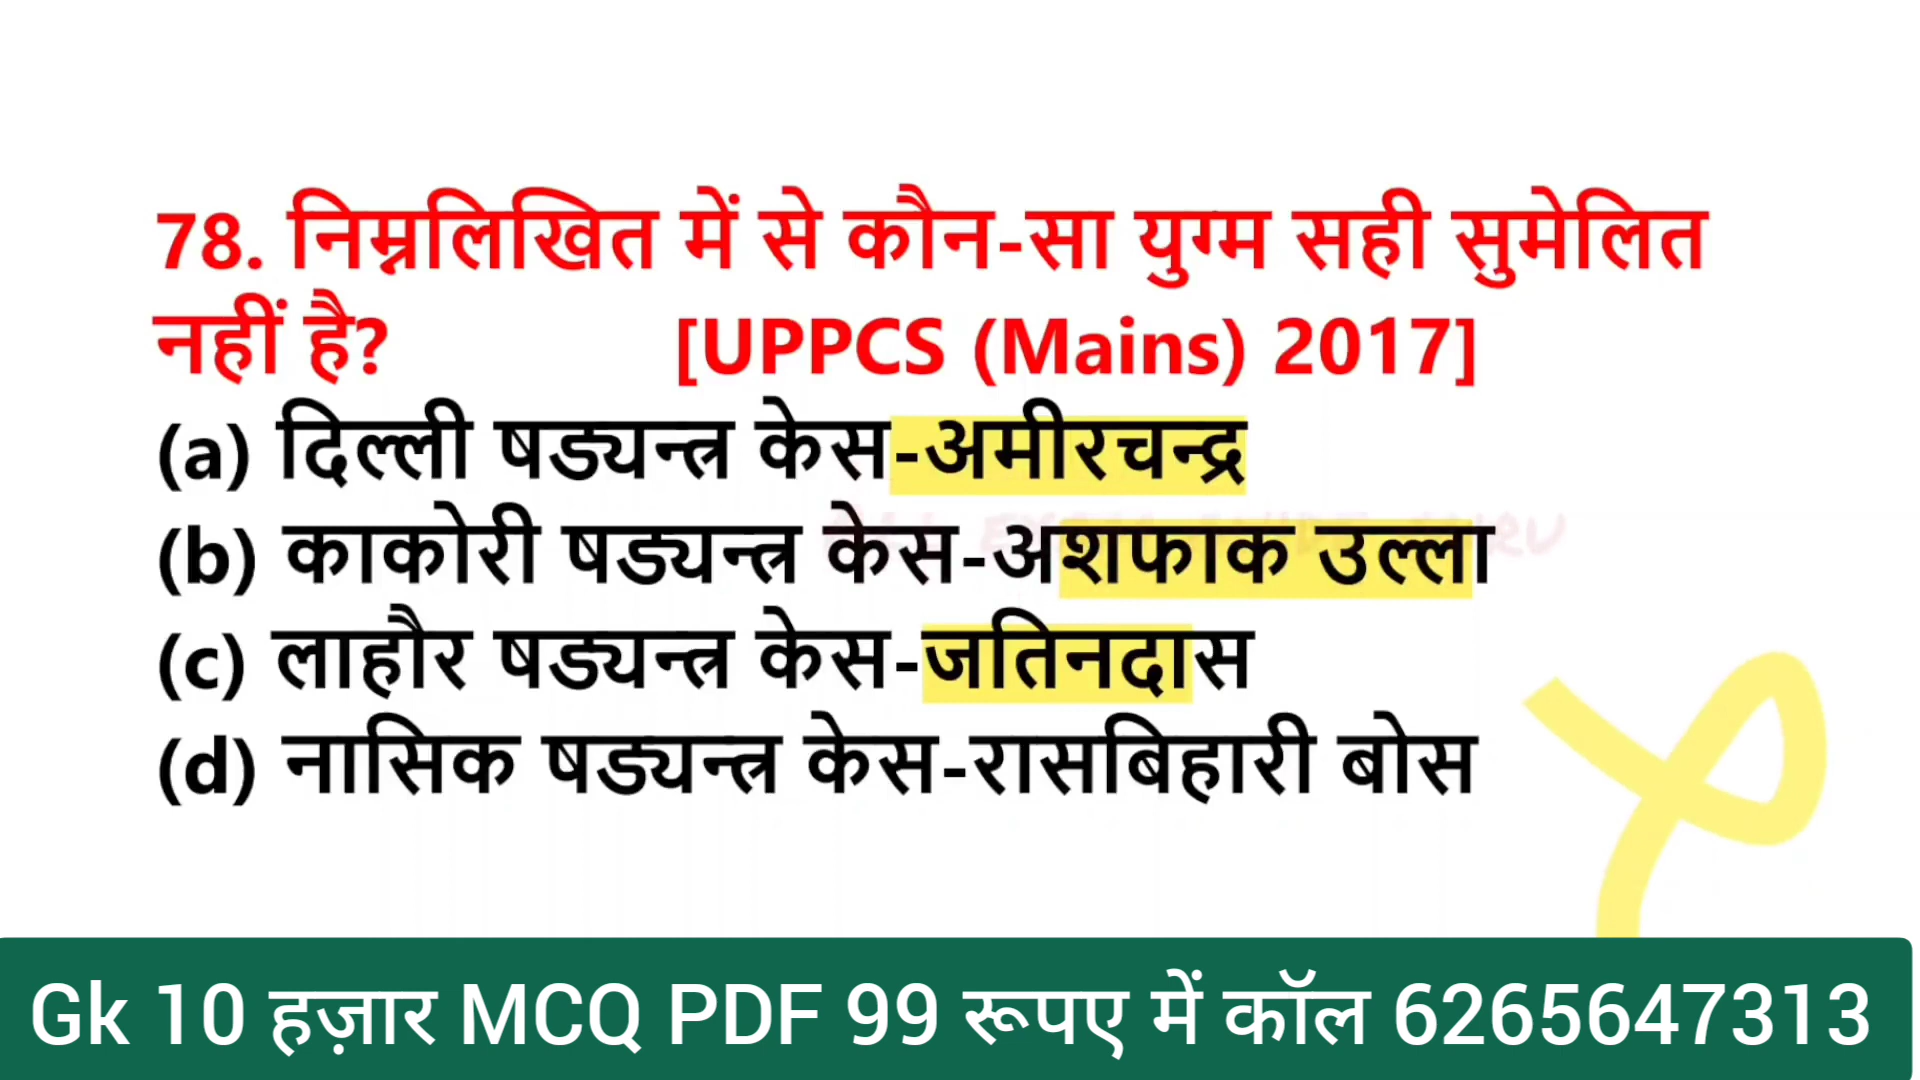 78. निम्नलिखित में से कौन-सा युग्म सही सुमेलित
नहीं है? [UPPCS (Mains) 2017]
(a) दिल्ली षड्यन्त्र केस-अमीरचन्द्र
(b) काकोरी षड्यन्त्र केस-अशफाक उल्ला
(c) लाहौर षड्यन्त्र केस-जतिनदास
(d) नासिक षड्यन्त्र केस-रासबिहारी बोस
Gk 10 हज़ार MCQ PDF 99 रूपए में कॉल 6265647313